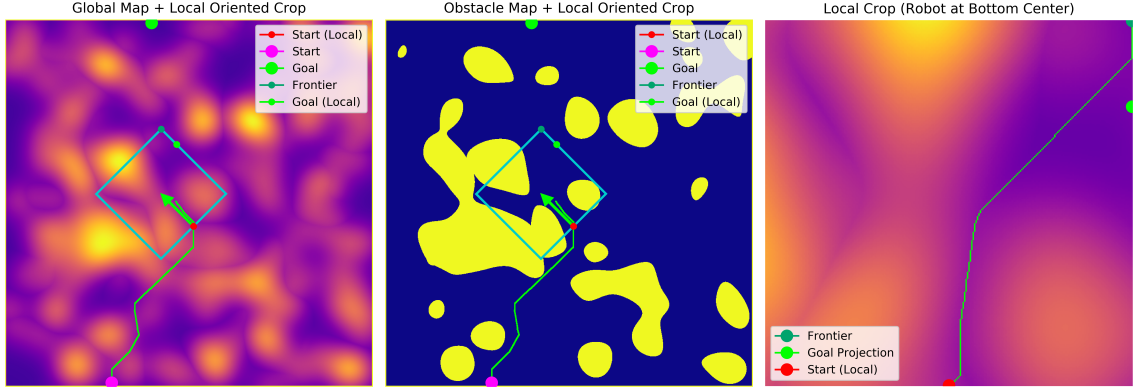 Global Map + Local Oriented Crop
Start (Local)
Start
Goal
Frontier
Goal (Local)
Obstacle Map + Local Oriented Crop
Start (Local)
Start
Goal
Frontier
Goal (Local)
Local Crop (Robot at Bottom Center)
Frontier
Goal Projection
Start (Local)